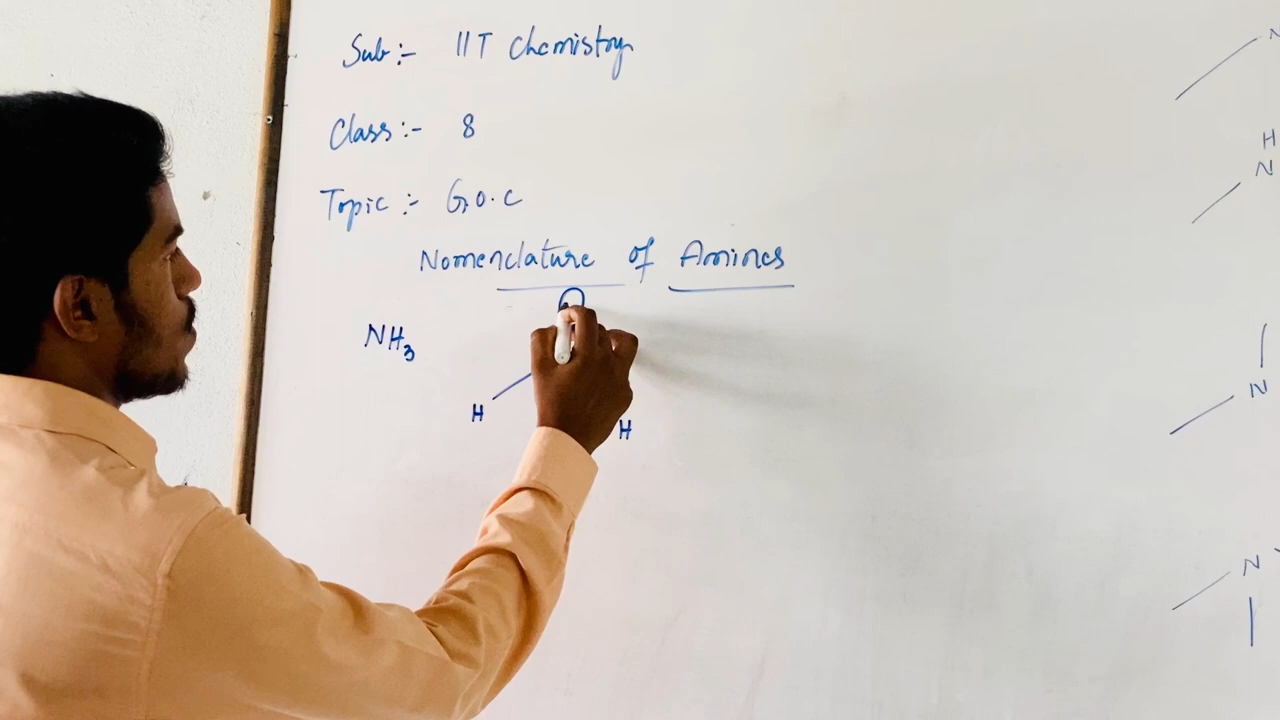 Sub:- IIT Chemistry
Class:- 8
Topic:- G.O.C
Nomenclature of Amines
NH3
H
H
N
H
N
N
N